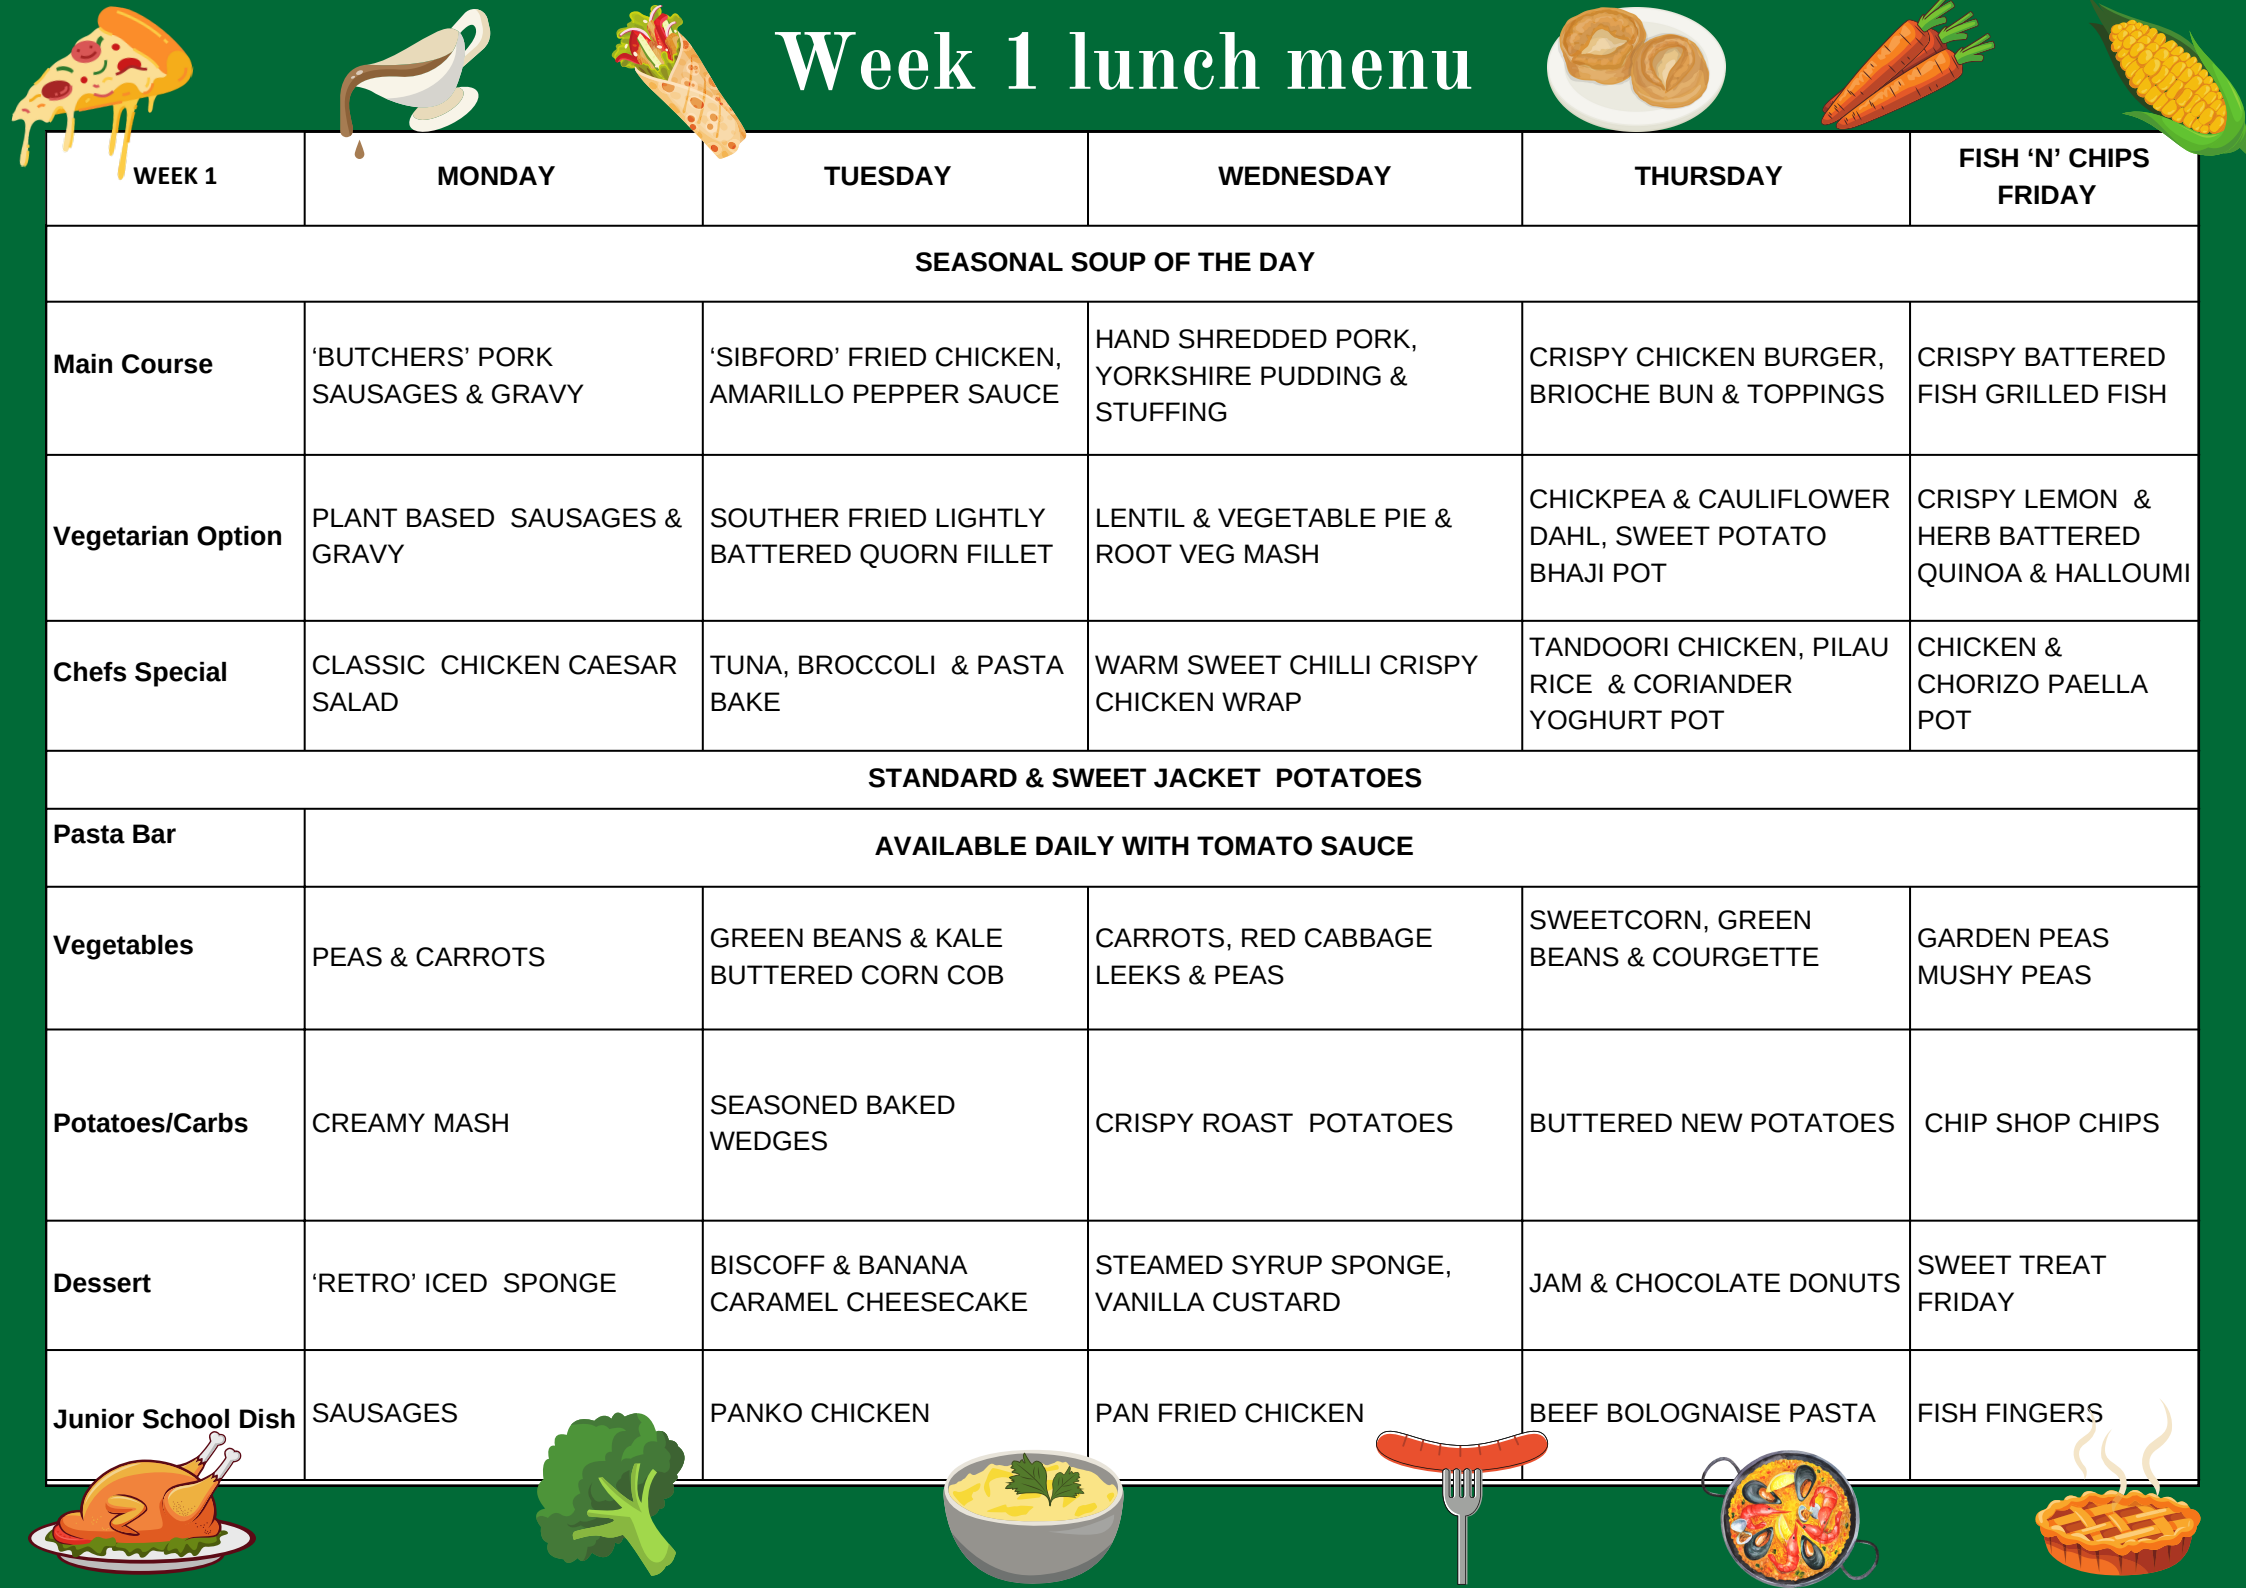 Week 1 lunch menu
WEEK 1
MONDAY
TUESDAY
WEDNESDAY
THURSDAY
FISH ‘N’ CHIPS
FRIDAY
SEASONAL SOUP OF THE DAY
Main Course
‘BUTCHERS’ PORK
SAUSAGES & GRAVY
‘SIBFORD’ FRIED CHICKEN,
AMARILLO PEPPER SAUCE
HAND SHREDDED PORK,
YORKSHIRE PUDDING &
STUFFING
CRISPY CHICKEN BURGER,
BRIOCHE BUN & TOPPINGS
CRISPY BATTERED
FISH GRILLED FISH
Vegetarian Option
PLANT BASED SAUSAGES &
GRAVY
SOUTHER FRIED LIGHTLY
BATTERED QUORN FILLET
LENTIL & VEGETABLE PIE &
ROOT VEG MASH
CHICKPEA & CAULIFLOWER
DAHL, SWEET POTATO
BHAJI POT
CRISPY LEMON &
HERB BATTERED
QUINOA & HALLOUMI
Chefs Special
CLASSIC CHICKEN CAESAR
SALAD
TUNA, BROCCOLI & PASTA
BAKE
WARM SWEET CHILLI CRISPY
CHICKEN WRAP
TANDOORI CHICKEN, PILAU
RICE & CORIANDER
YOGHURT POT
CHICKEN &
CHORIZO PAELLA
POT
STANDARD & SWEET JACKET POTATOES
Pasta Bar
AVAILABLE DAILY WITH TOMATO SAUCE
Vegetables
PEAS & CARROTS
GREEN BEANS & KALE
BUTTERED CORN COB
CARROTS, RED CABBAGE
LEEKS & PEAS
SWEETCORN, GREEN
BEANS & COURGETTE
GARDEN PEAS
MUSHY PEAS
Potatoes/Carbs
CREAMY MASH
SEASONED BAKED
WEDGES
CRISPY ROAST POTATOES
BUTTERED NEW POTATOES
CHIP SHOP CHIPS
Dessert
‘RETRO’ ICED SPONGE
BISCOFF & BANANA
CARAMEL CHEESECAKE
STEAMED SYRUP SPONGE,
VANILLA CUSTARD
JAM & CHOCOLATE DONUTS
SWEET TREAT
FRIDAY
Junior School Dish
SAUSAGES
PANKO CHICKEN
PAN FRIED CHICKEN
BEEF BOLOGNAISE PASTA
FISH FINGERS